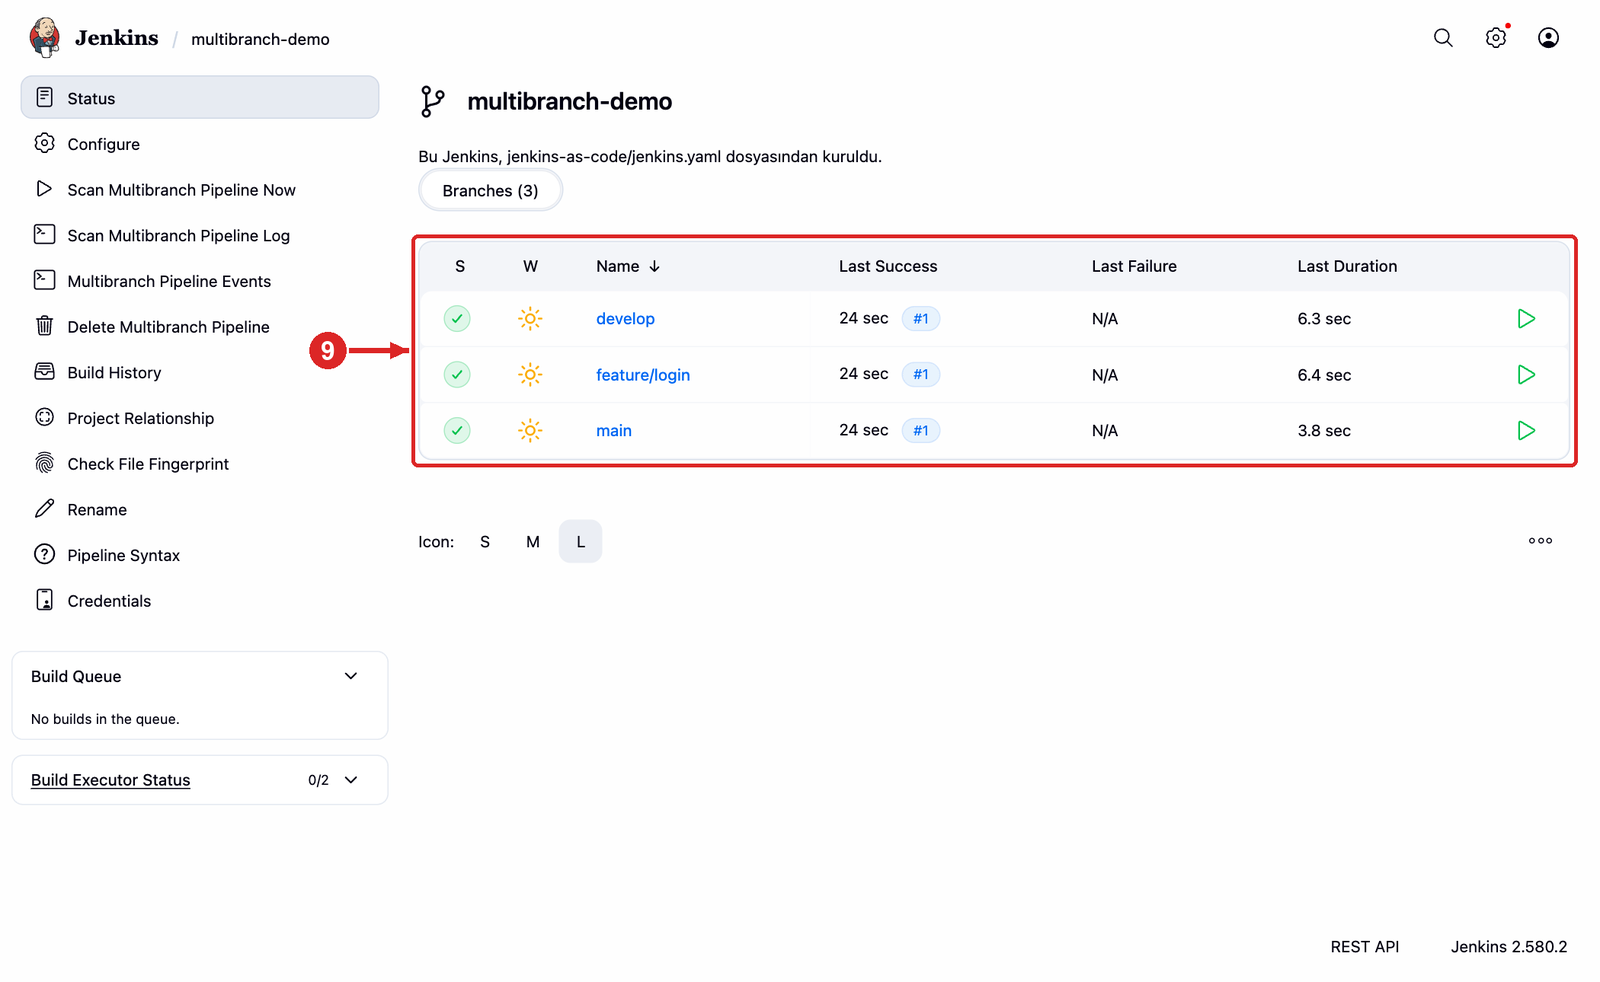 Jenkins / multibranch-demo
Status
Configure
Scan Multibranch Pipeline Now
Scan Multibranch Pipeline Log
Multibranch Pipeline Events
Delete Multibranch Pipeline
Build History
Project Relationship
Check File Fingerprint
Rename
Pipeline Syntax
Credentials
Build Queue
No builds in the queue.
Build Executor Status 0/2
multibranch-demo
Bu Jenkins, jenkins-as-code/jenkins.yaml dosyasından kuruldu.
Branches (3)
9
S W Name ↓ Last Success Last Failure Last Duration
develop 24 sec #1 N/A 6.3 sec
feature/login 24 sec #1 N/A 6.4 sec
main 24 sec #1 N/A 3.8 sec
Icon: S M L
REST API Jenkins 2.580.2